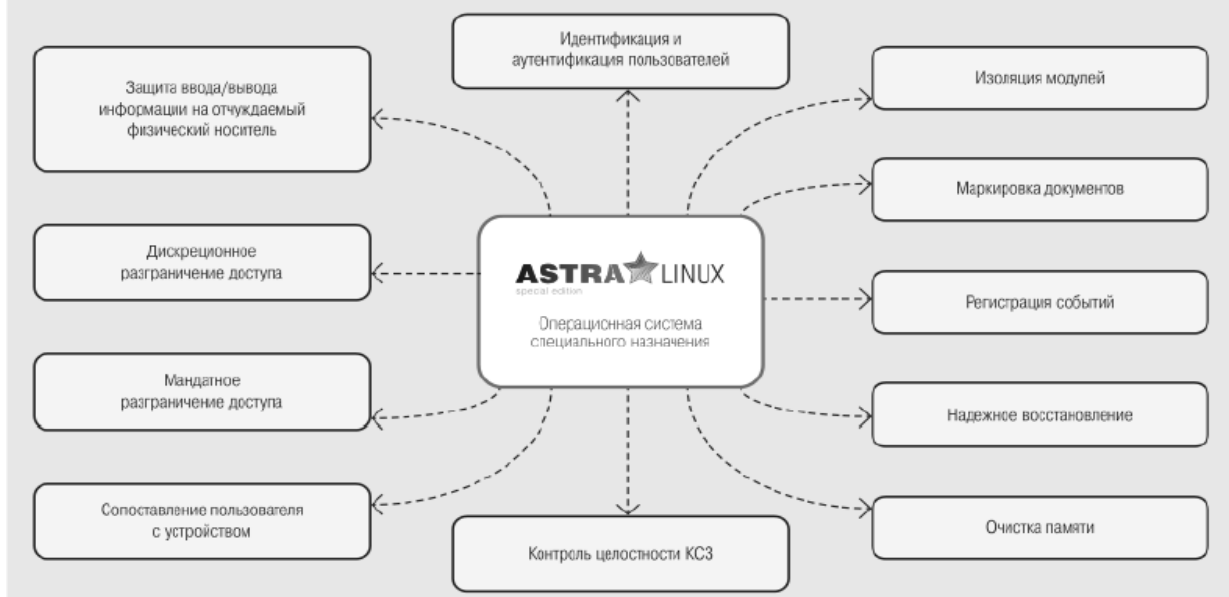 Идентификация и
аутентификация пользователей
Защита ввода/вывода
информации на отчуждаемый
физический носитель
Изоляция модулей
Маркировка документов
Дискреционное
разграничение доступа
ASTRA LINUX
special edition
Операционная система
специального назначения
Регистрация событий
Мандатное
разграничение доступа
Надежное восстановление
Сопоставление пользователя
с устройством
Контроль целостности КСЗ
Очистка памяти